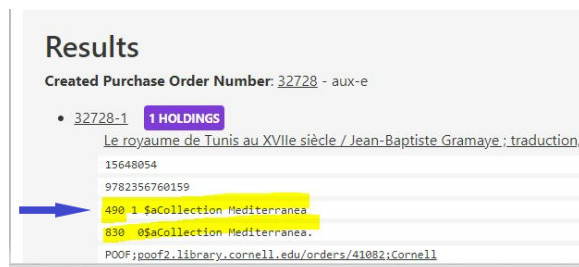 Results
Created Purchase Order Number: 32728 - aux-e
32728-1 1 HOLDINGS
Le royaume de Tunis au XVIIe siècle / Jean-Baptiste Gramaye ; traduction,
15648054
9782356760159
490 1 $aCollection Mediterranea
830  0$aCollection Mediterranea.
POOF;poof2.library.cornell.edu/orders/41082;Cornell